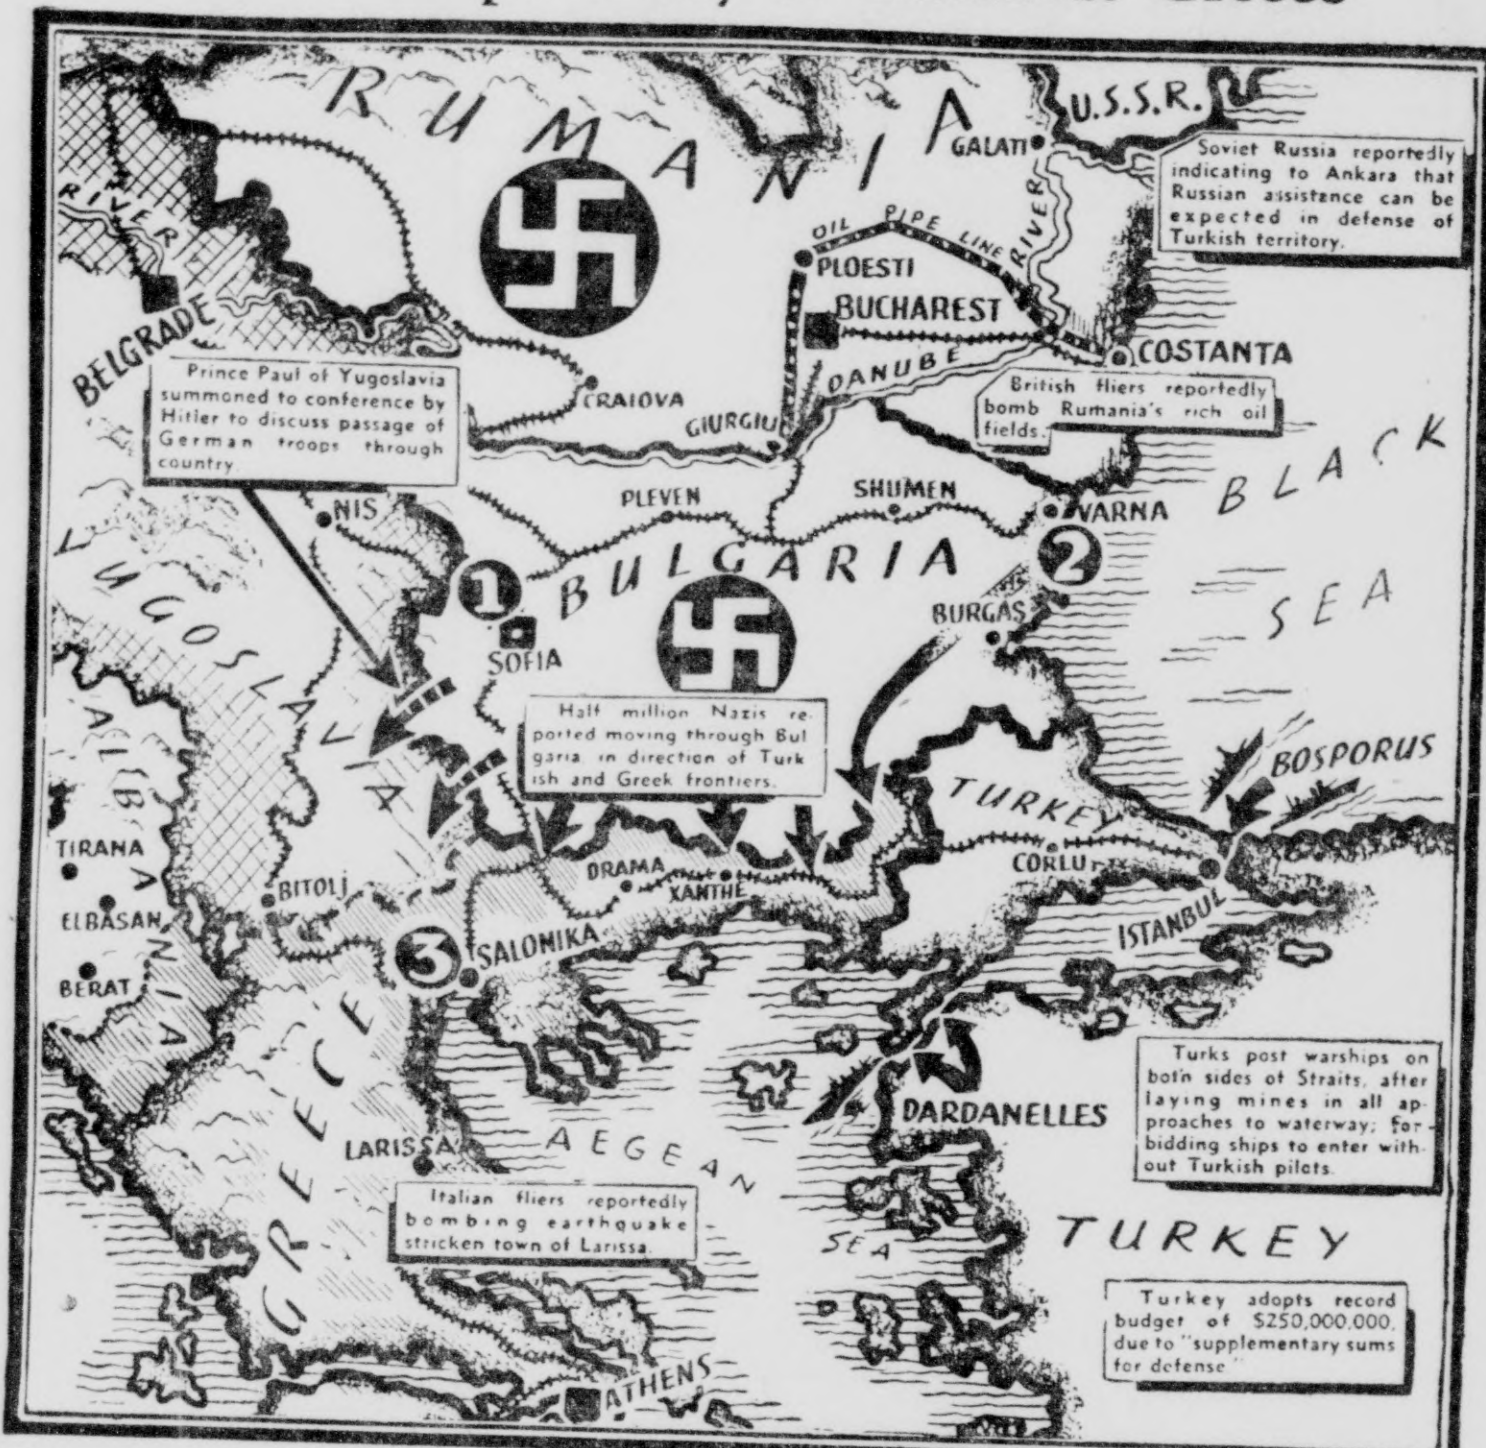 RUMANIA
U.S.S.R.
GALATI
Soviet Russia reportedly
indicating to Ankara that
Russian assistance can be
expected in defense of
Turkish territory.
RIVER
OIL PIPE LINE
RIVER
PLOESTI
BUCHAREST
BELGRADE
COSTANTA
DANUBE
Prince Paul of Yugoslavia
summoned to conference by
Hitler to discuss passage of
German troops through
country.
CRAIOVA
GIURGIU
British fliers reportedly
bomb Rumania's rich oil
fields.
BLACK
SEA
NIS
PLEVEN
SHUMEN
VARNA
YUGOSLAVIA
1
BULGARIA
2
BURGAS
SOFIA
Half million Nazis re-
ported moving through Bul
garia in direction of Turk
ish and Greek frontiers.
BOSPORUS
TURKEY
ALBANIA
TIRANA
CORLU
DRAMA
XANTHE
BITOLJ
ELBASAN
ISTANBUL
3
SALONIKA
BERAT
GREECE
Turks post warships on
both sides of Straits, after
laying mines in all ap-
proaches to waterway; for-
bidding ships to enter with-
out Turkish pilots.
DARDANELLES
LARISSA
AEGEAN
SEA
Italian fliers reportedly
bombing earthquake
stricken town of Larissa.
TURKEY
Turkey adopts record
budget of $250,000,000,
due to "supplementary sums
for defense"
ATHENS